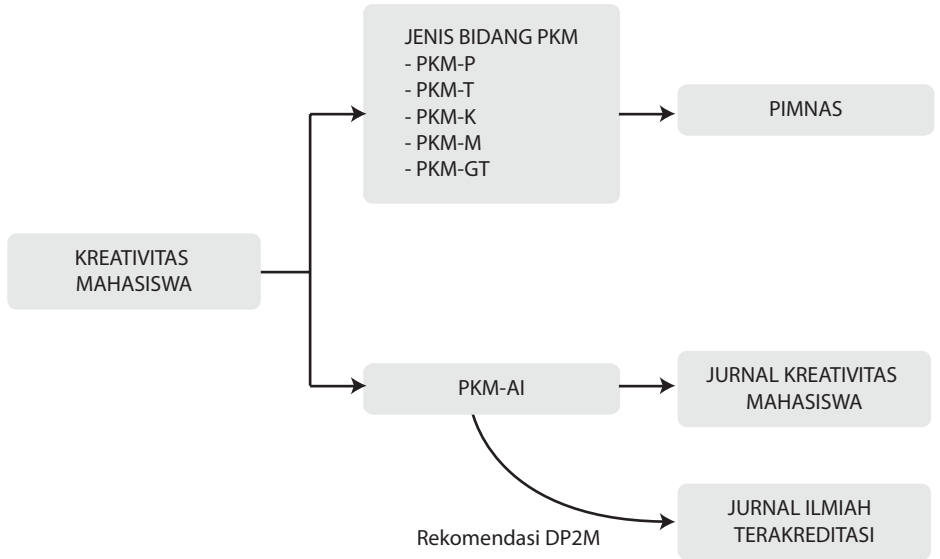 JENIS BIDANG PKM
- PKM-P
- PKM-T
- PKM-K
- PKM-M
- PKM-GT
PIMNAS
KREATIVITAS
MAHASISWA
PKM-AI
JURNAL KREATIVITAS
MAHASISWA
JURNAL ILMIAH
TERAKREDITASI
Rekomendasi DP2M